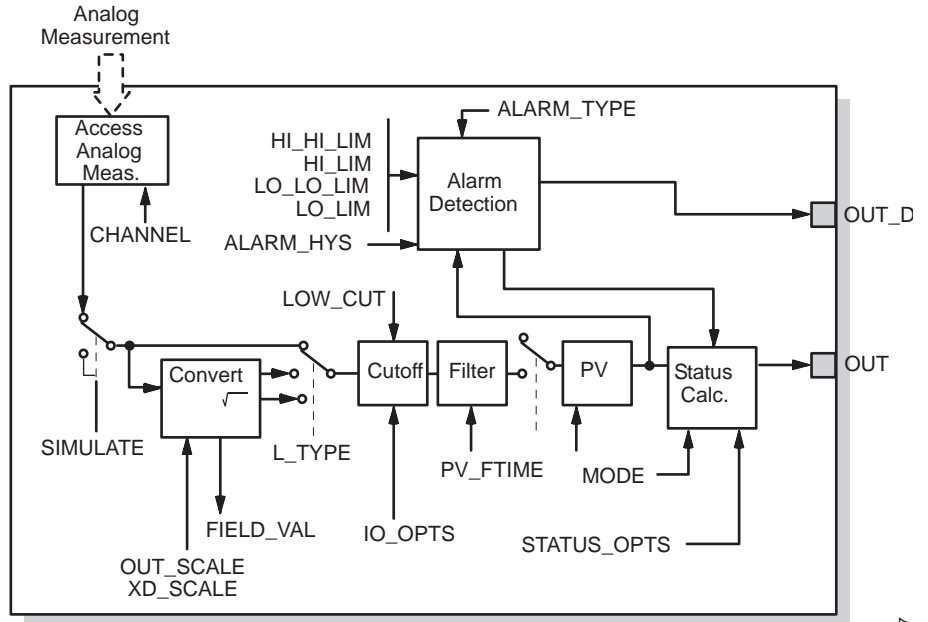 Analog
Measurement
Access
Analog
Meas.
CHANNEL
ALARM_TYPE
HI_HI_LIM
HI_LIM
LO_LO_LIM
LO_LIM
ALARM_HYS
Alarm
Detection
OUT_D
LOW_CUT
SIMULATE
Convert
√
L_TYPE
Cutoff
Filter
PV
Status
Calc.
OUT
FIELD_VAL
OUT_SCALE
XD_SCALE
IO_OPTS
PV_FTIME
MODE
STATUS_OPTS